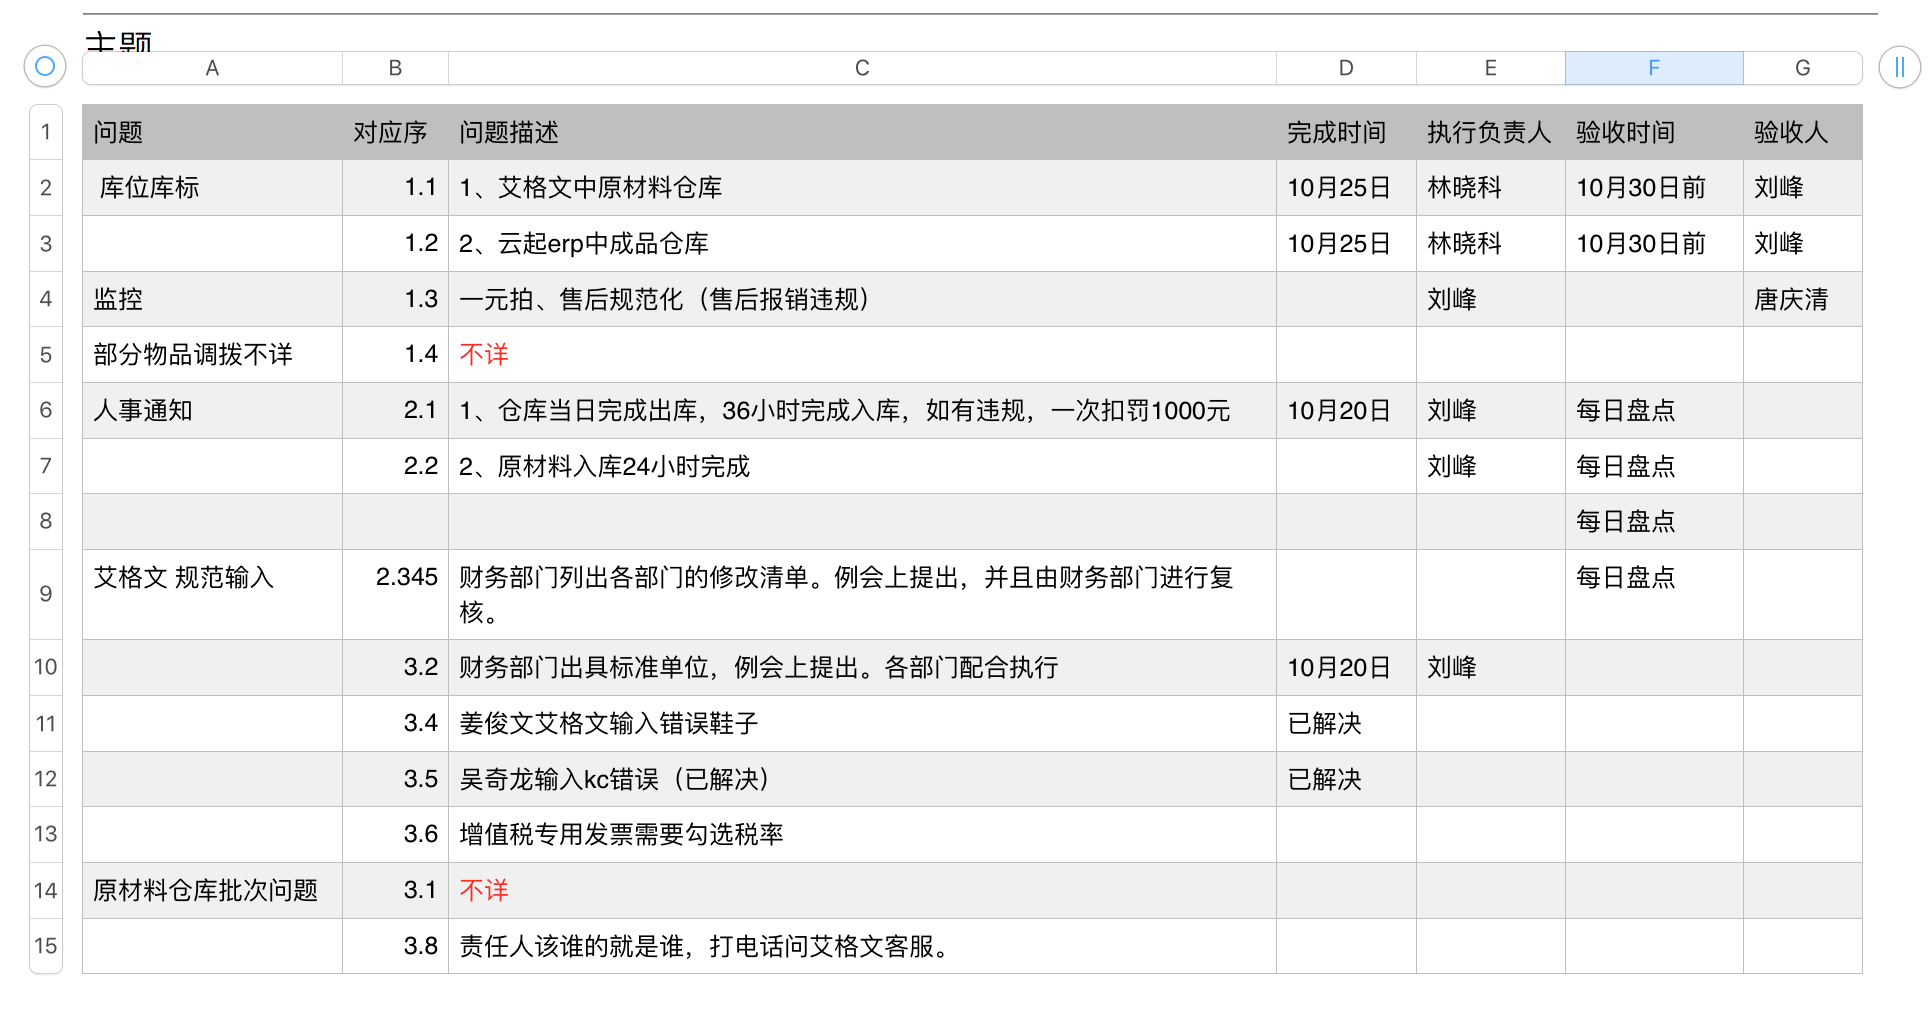 主题
A B C D E F G
1 问题 对应序 问题描述 完成时间 执行负责人 验收时间 验收人
2 库位库标 1.1 1、艾格文中原材料仓库 10月25日 林晓科 10月30日前 刘峰
3 1.2 2、云起erp中成品仓库 10月25日 林晓科 10月30日前 刘峰
4 监控 1.3 一元拍、售后规范化（售后报销违规） 刘峰 唐庆清
5 部分物品调拨不详 1.4 不详
6 人事通知 2.1 1、仓库当日完成出库，36小时完成入库，如有违规，一次扣罚1000元 10月20日 刘峰 每日盘点
7 2.2 2、原材料入库24小时完成 刘峰 每日盘点
8 每日盘点
9 艾格文 规范输入 2.345 财务部门列出各部门的修改清单。例会上提出，并且由财务部门进行复 每日盘点
核。
10 3.2 财务部门出具标准单位，例会上提出。各部门配合执行 10月20日 刘峰
11 3.4 姜俊文艾格文输入错误鞋子 已解决
12 3.5 吴奇龙输入kc错误（已解决） 已解决
13 3.6 增值税专用发票需要勾选税率
14 原材料仓库批次问题 3.1 不详
15 3.8 责任人该谁的就是谁，打电话问艾格文客服。